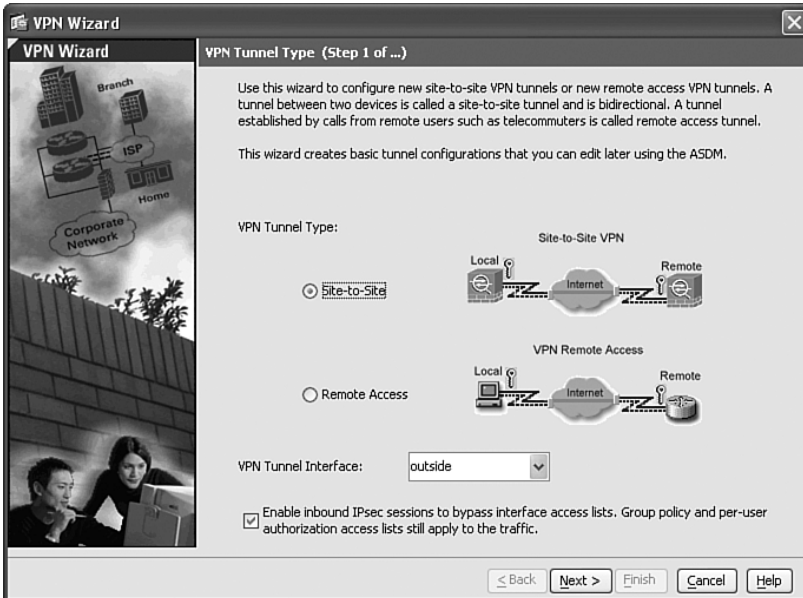 VPN Wizard
VPN Wizard
Branch
ISP
Home
Corporate
Network
VPN Tunnel Type (Step 1 of ...)
Use this wizard to configure new site-to-site VPN tunnels or new remote access VPN tunnels. A
tunnel between two devices is called a site-to-site tunnel and is bidirectional. A tunnel
established by calls from remote users such as telecommuters is called remote access tunnel.
This wizard creates basic tunnel configurations that you can edit later using the ASDM.
VPN Tunnel Type:
Site-to-Site VPN
Local
Remote
Site-to-Site
Internet
VPN Remote Access
Local
Remote
Remote Access
Internet
VPN Tunnel Interface:
outside
Enable inbound IPsec sessions to bypass interface access lists. Group policy and per-user
authorization access lists still apply to the traffic.
< Back
Next >
Finish
Cancel
Help